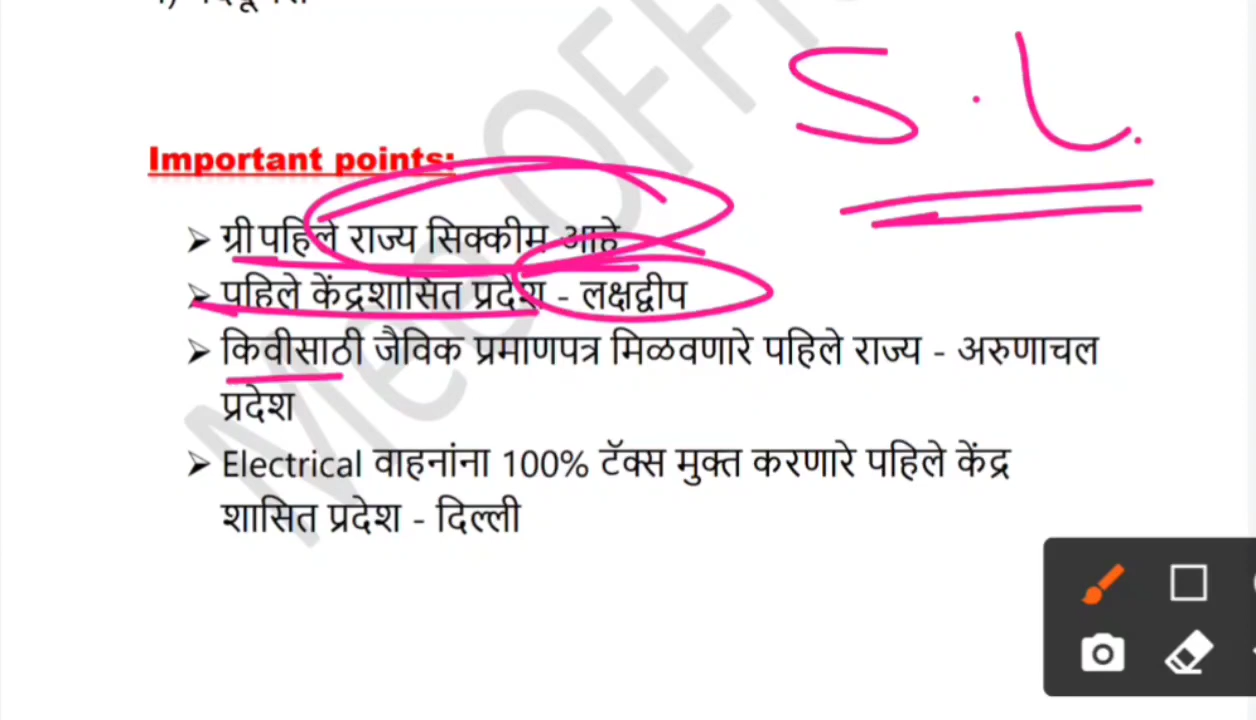 S. L.
Important points:
➤ ग्री पहिले राज्य सिक्कीम आहे
➤ पहिले केंद्रशासित प्रदेश - लक्षद्वीप
➤ किवीसाठी जैविक प्रमाणपत्र मिळवणारे पहिले राज्य - अरुणाचल
प्रदेश
➤ Electrical वाहनांना 100% टॅक्स मुक्त करणारे पहिले केंद्र
शासित प्रदेश - दिल्ली